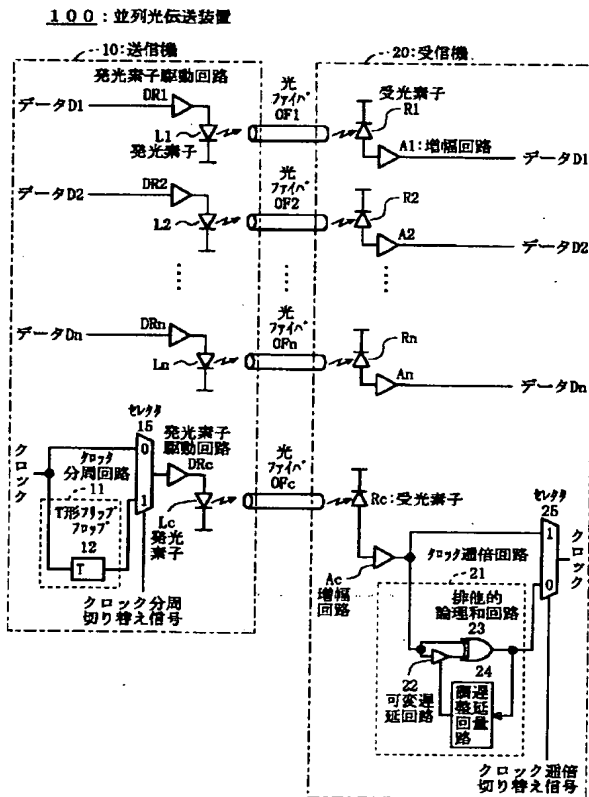 100:並列光伝送装置
10:送信機
20:受信機
発光素子駆動回路
データD1
DR1
L1
発光素子
光
ファイバ
OF1
受光素子
R1
A1:増幅回路
データD1
データD2
DR2
L2
光
ファイバ
OF2
R2
A2
データD2
データDn
DRn
Ln
光
ファイバ
OFn
Rn
An
データDn
クロック
セレクタ
15
0
1
クロック
分周回路
11
T形フリップ
フロップ
12
T
発光素子
駆動回路
DRc
Lc
発光
素子
クロック分周
切り替え信号
光
ファイバ
OFc
Rc:受光素子
Ac
増幅
回路
セレクタ
25
1
0
クロック
クロック逓倍回路
21
排他的
論理和回路
23
24
22
可変遅
延回路
遅延量
調整回路
クロック逓倍
切り替え信号